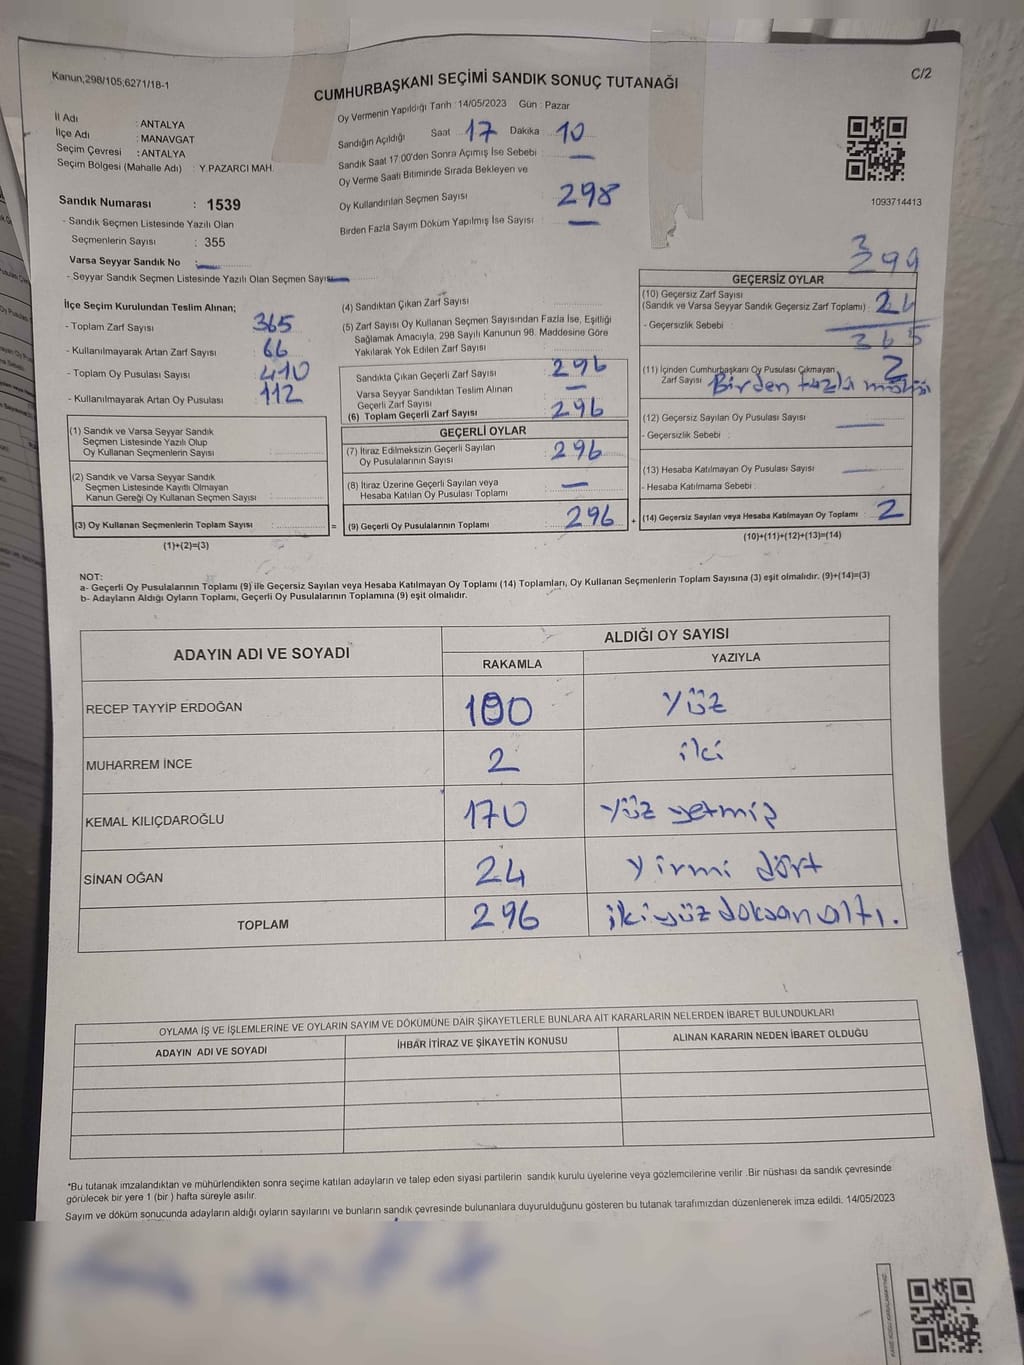 Kanun;298/105,6271/18-1
C/2
CUMHURBAŞKANI SEÇİMİ SANDIK SONUÇ TUTANAĞI
Oy Vermenin Yapıldığı Tarih : 14/05/2023 Gün : Pazar
İl Adı : ANTALYA
İlçe Adı : MANAVGAT
Seçim Çevresi : ANTALYA
Seçim Bölgesi (Mahalle Adı) : Y.PAZARCI MAH.
Sandığın Açıldığı Saat 17 Dakika 10
Sandık Saat 17.00'den Sonra Açımış İse Sebebi : —
Oy Verme Saati Bitiminde Sırada Bekleyen ve
Oy Kullandırılan Seçmen Sayısı 298
Birden Fazla Sayım Döküm Yapılmış İse Sayısı —
1093714413
Sandık Numarası : 1539
- Sandık Seçmen Listesinde Yazılı Olan
Seçmenlerin Sayısı : 355
Varsa Seyyar Sandık No : —
- Seyyar Sandık Seçmen Listesinde Yazılı Olan Seçmen Sayısı —
İlçe Seçim Kurulundan Teslim Alınan;
- Toplam Zarf Sayısı 365
- Kullanılmayarak Artan Zarf Sayısı 66
- Toplam Oy Pusulası Sayısı 410
- Kullanılmayarak Artan Oy Pusulası 112
(1) Sandık ve Varsa Seyyar Sandık
Seçmen Listesinde Yazılı Olup
Oy Kullanan Seçmenlerin Sayısı :
(2) Sandık ve Varsa Seyyar Sandık
Seçmen Listesinde Kayıtlı Olmayan
Kanun Gereği Oy Kullanan Seçmen Sayısı :
(3) Oy Kullanan Seçmenlerin Toplam Sayısı :
(1)+(2)=(3)
=
(4) Sandıktan Çıkan Zarf Sayısı
(5) Zarf Sayısı Oy Kullanan Seçmen Sayısından Fazla İse, Eşitliği
Sağlamak Amacıyla, 298 Sayılı Kanunun 98. Maddesine Göre
Yakılarak Yok Edilen Zarf Sayısı
Sandıkta Çıkan Geçerli Zarf Sayısı 296
Varsa Seyyar Sandıktan Teslim Alınan
Geçerli Zarf Sayısı —
(6) Toplam Geçerli Zarf Sayısı 296
GEÇERLİ OYLAR
(7) İtiraz Edilmeksizin Geçerli Sayılan
Oy Pusulalarının Sayısı 296
(8) İtiraz Üzerine Geçerli Sayılan veya
Hesaba Katılan Oy Pusulası Toplamı —
(9) Geçerli Oy Pusulalarının Toplamı 296
+
299
GEÇERSİZ OYLAR
(10) Geçersiz Zarf Sayısı
(Sandık ve Varsa Seyyar Sandık Geçersiz Zarf Toplamı) :
- Geçersizlik Sebebi :
365
(11) İçinden Cumhurbaşkanı Oy Pusulası Çıkmayan
Zarf Sayısı 2
Birden fazla
(12) Geçersiz Sayılan Oy Pusulası Sayısı —
- Geçersizlik Sebebi :
(13) Hesaba Katılmayan Oy Pusulası Sayısı —
- Hesaba Katılmama Sebebi :
(14) Geçersiz Sayılan veya Hesaba Katılmayan Oy Toplamı : 2
(10)+(11)+(12)+(13)=(14)
NOT:
a- Geçerli Oy Pusulalarının Toplamı (9) ile Geçersiz Sayılan veya Hesaba Katılmayan Oy Toplamı (14) Toplamları, Oy Kullanan Seçmenlerin Toplam Sayısına (3) eşit olmalıdır. (9)+(14)=(3)
b- Adayların Aldığı Oyların Toplamı, Geçerli Oy Pusulalarının Toplamına (9) eşit olmalıdır.
ADAYIN ADI VE SOYADI
ALDIĞI OY SAYISI
RAKAMLA YAZIYLA
RECEP TAYYİP ERDOĞAN 100 yüz
MUHARREM İNCE 2 iki
KEMAL KILIÇDAROĞLU 170 yüz yetmiş
SİNAN OĞAN 24 yirmi dört
TOPLAM 296 ikiyüzdoksanaltı.
OYLAMA İŞ VE İŞLEMLERİNE VE OYLARIN SAYIM VE DÖKÜMÜNE DAİR ŞİKAYETLERLE BUNLARA AİT KARARLARIN NELERDEN İBARET BULUNDUKLARI
ADAYIN ADI VE SOYADI İHBAR İTİRAZ VE ŞİKAYETİN KONUSU ALINAN KARARIN NEDEN İBARET OLDUĞU
*Bu tutanak imzalandıktan ve mühürlendikten sonra seçime katılan adayların ve talep eden siyasi partilerin sandık kurulu üyelerine veya gözlemcilerine verilir .Bir nüshası da sandık çevresinde
görülecek bir yere 1 (bir ) hafta süreyle asılır.
Sayım ve döküm sonucunda adayların aldığı oyların sayılarını ve bunların sandık çevresinde bulunanlara duyurulduğunu gösteren bu tutanak tarafımızdan düzenlenerek imza edildi. 14/05/2023